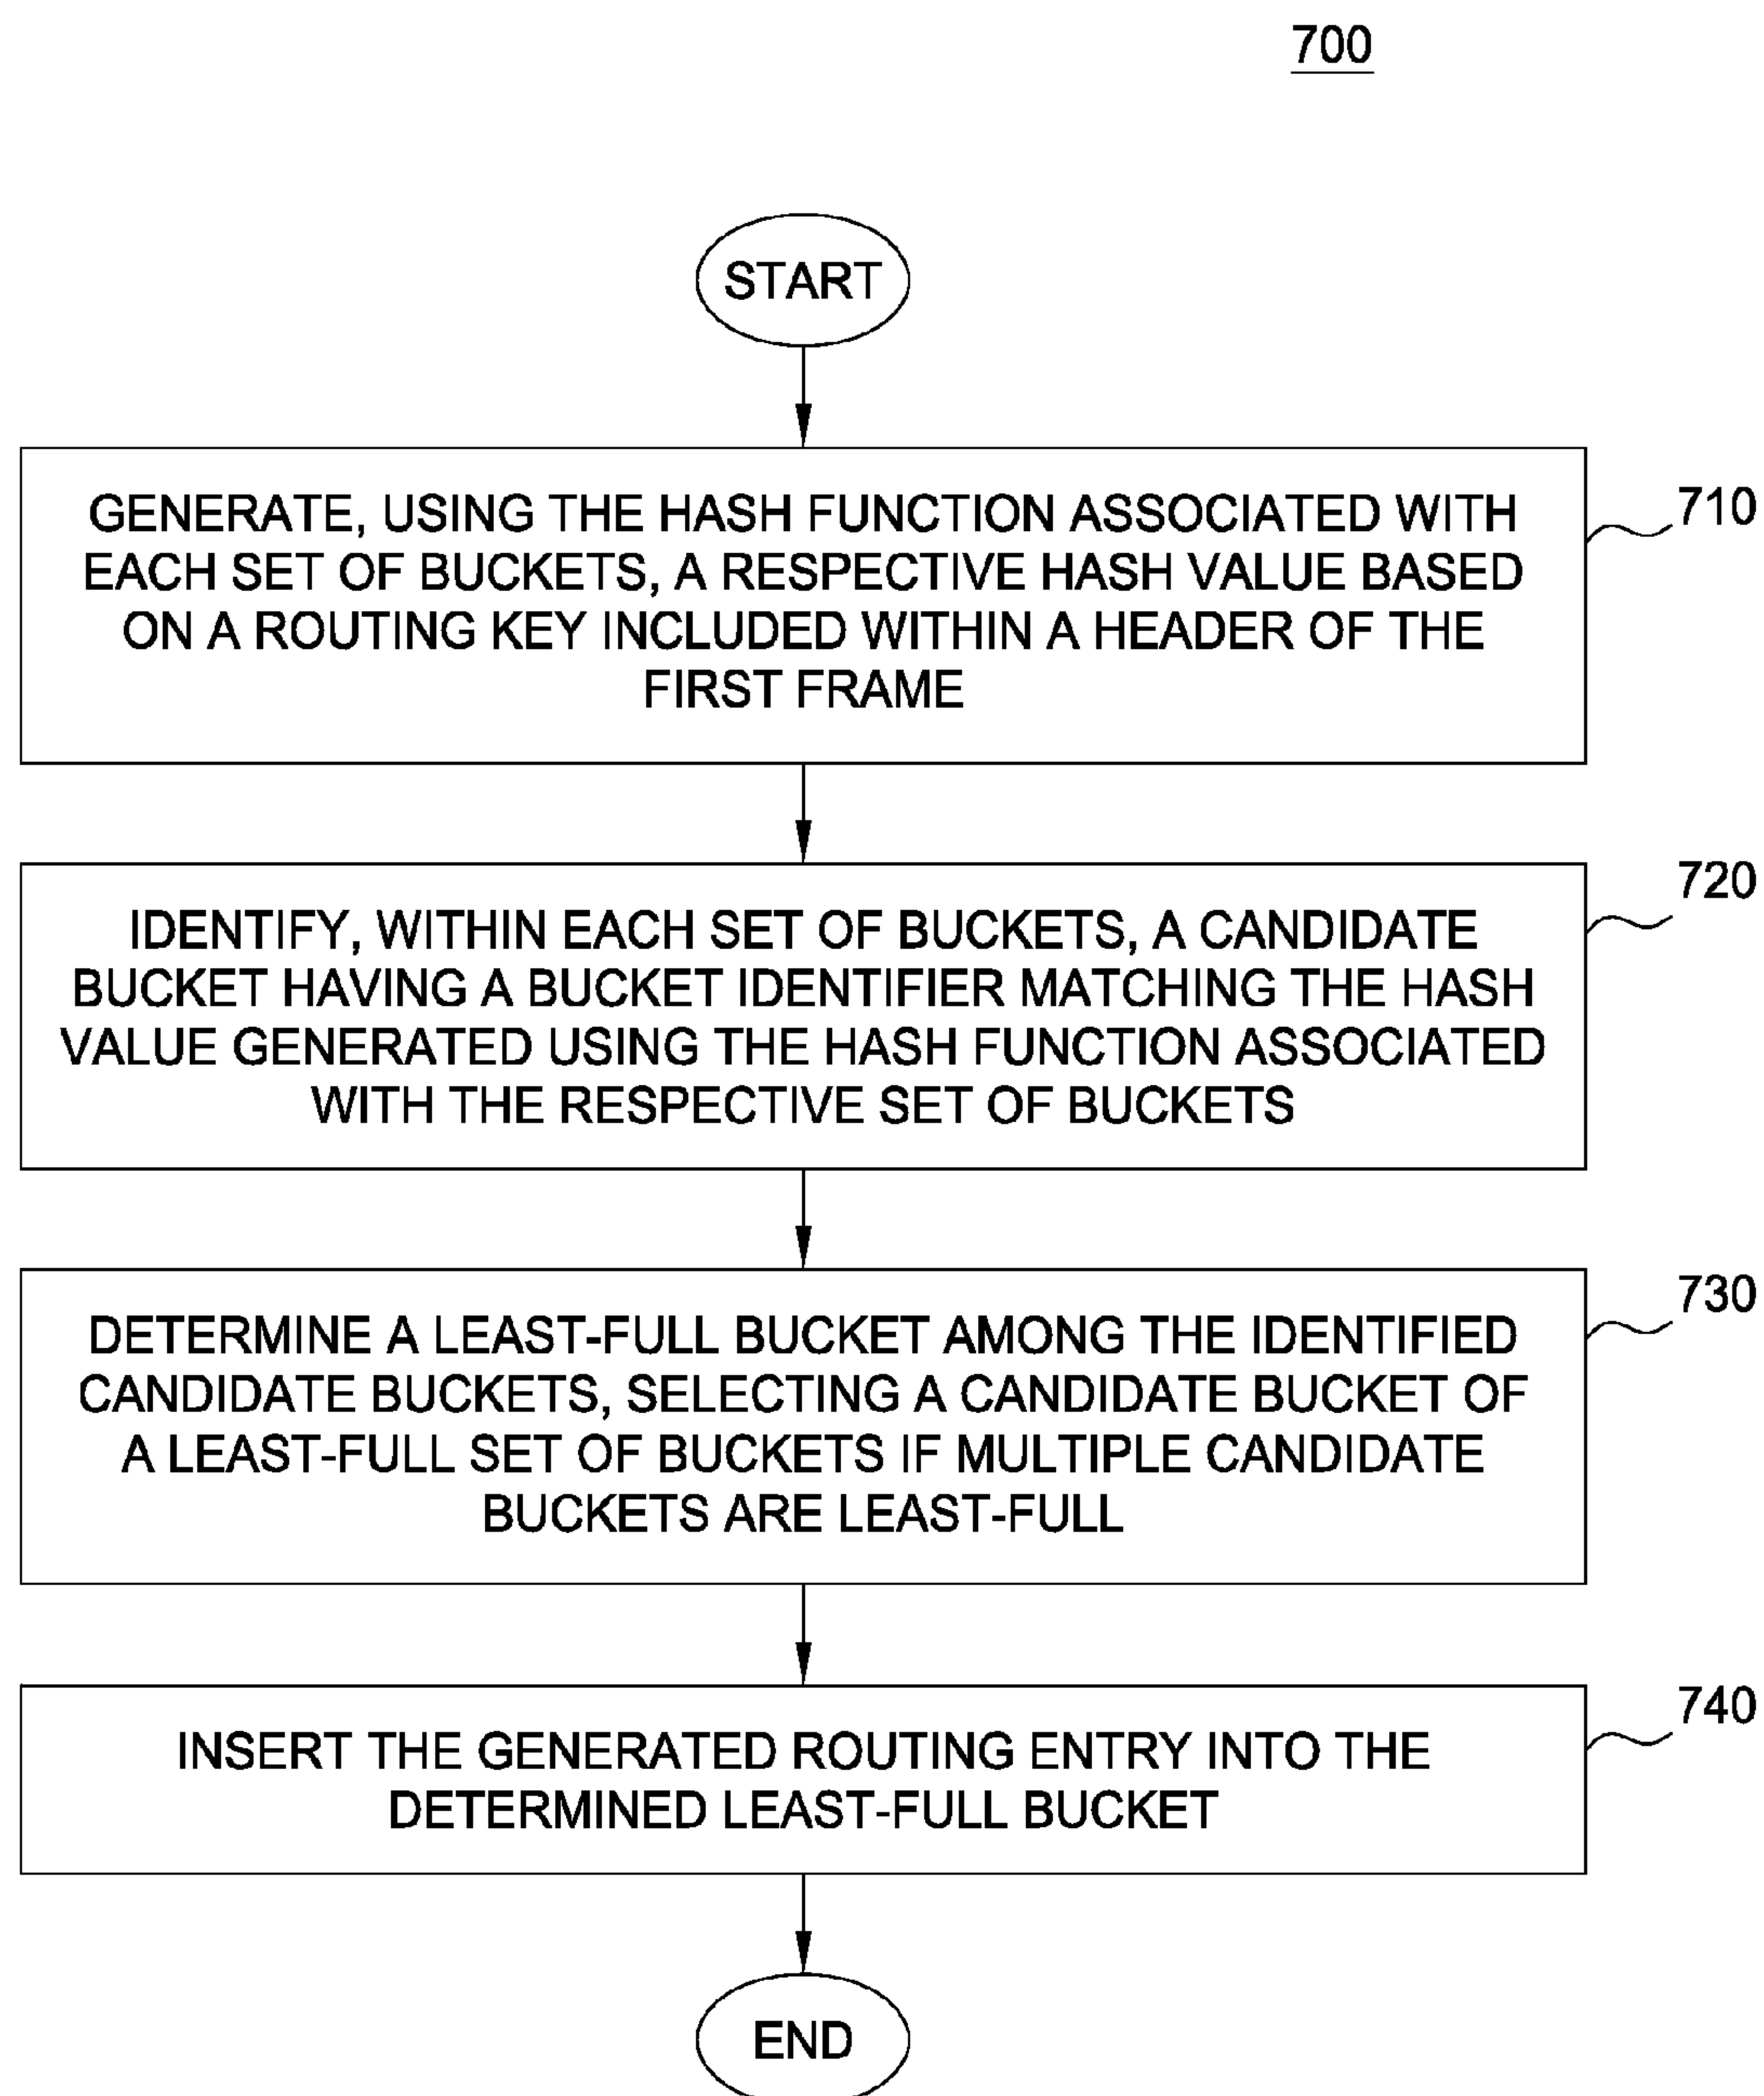 700
START
GENERATE, USING THE HASH FUNCTION ASSOCIATED WITH
EACH SET OF BUCKETS, A RESPECTIVE HASH VALUE BASED
ON A ROUTING KEY INCLUDED WITHIN A HEADER OF THE
FIRST FRAME
710
IDENTIFY, WITHIN EACH SET OF BUCKETS, A CANDIDATE
BUCKET HAVING A BUCKET IDENTIFIER MATCHING THE HASH
VALUE GENERATED USING THE HASH FUNCTION ASSOCIATED
WITH THE RESPECTIVE SET OF BUCKETS
720
DETERMINE A LEAST-FULL BUCKET AMONG THE IDENTIFIED
CANDIDATE BUCKETS, SELECTING A CANDIDATE BUCKET OF
A LEAST-FULL SET OF BUCKETS IF MULTIPLE CANDIDATE
BUCKETS ARE LEAST-FULL
730
INSERT THE GENERATED ROUTING ENTRY INTO THE
DETERMINED LEAST-FULL BUCKET
740
END